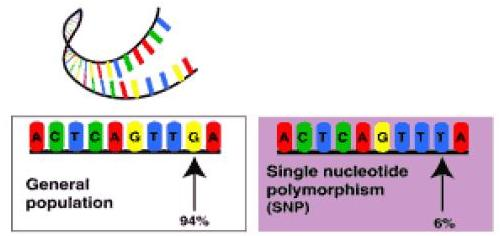 ACTCAGTTGA
General
population
94%
ACTCAGTTTA
Single nucleotide
polymorphism
(SNP)
6%